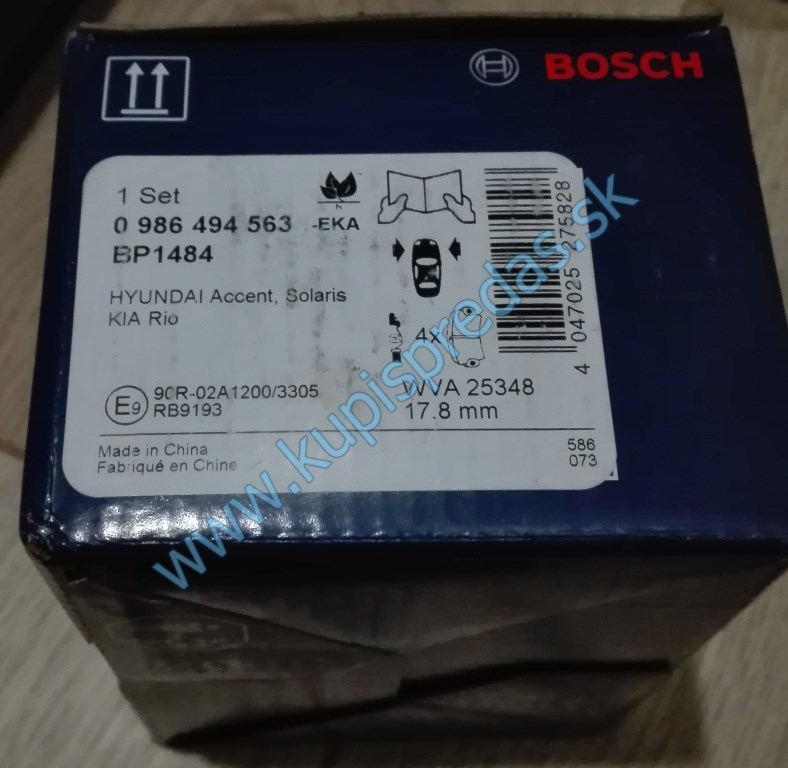 BOSCH
1 Set
0 986 494 563 -EKA
BP1484
HYUNDAI Accent, Solaris
KIA Rio
4x
E9
90R-02A1200/3305
RB9193
WVA 25348
17.8 mm
Made in China
Fabriqué en Chine
586
073
4 047025 275828
www.kupispredas.sk